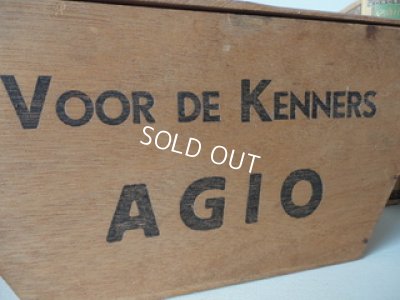 VOOR DE KENNERS
SOLD OUT
AGIO